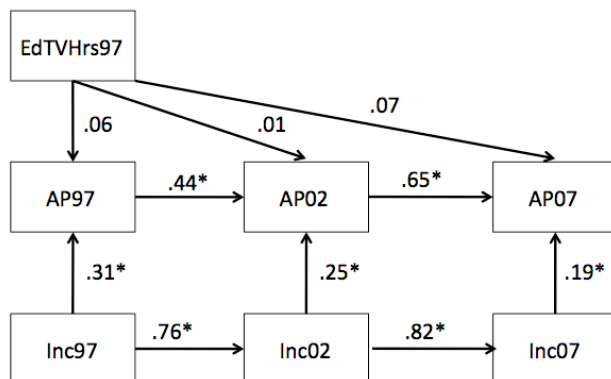 EdTVHrs97
.06
.01
.07
AP97
.44*
AP02
.65*
AP07
.31*
.25*
.19*
Inc97
.76*
Inc02
.82*
Inc07